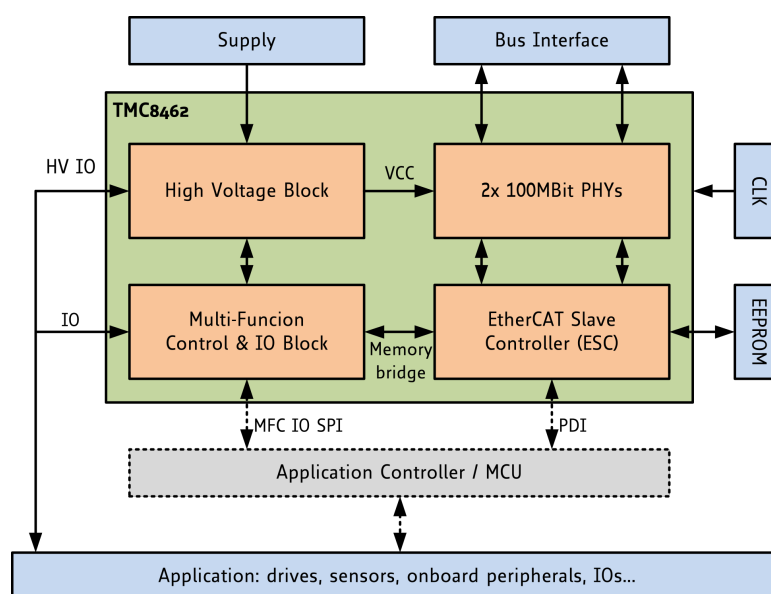 Supply
Bus Interface
TMC8462
HV IO
High Voltage Block
VCC
2x 100MBit PHYs
CLK
IO
Multi-Funcion
Control & IO Block
Memory
bridge
EtherCAT Slave
Controller (ESC)
EEPROM
MFC IO SPI
PDI
Application Controller / MCU
Application: drives, sensors, onboard peripherals, IOs...